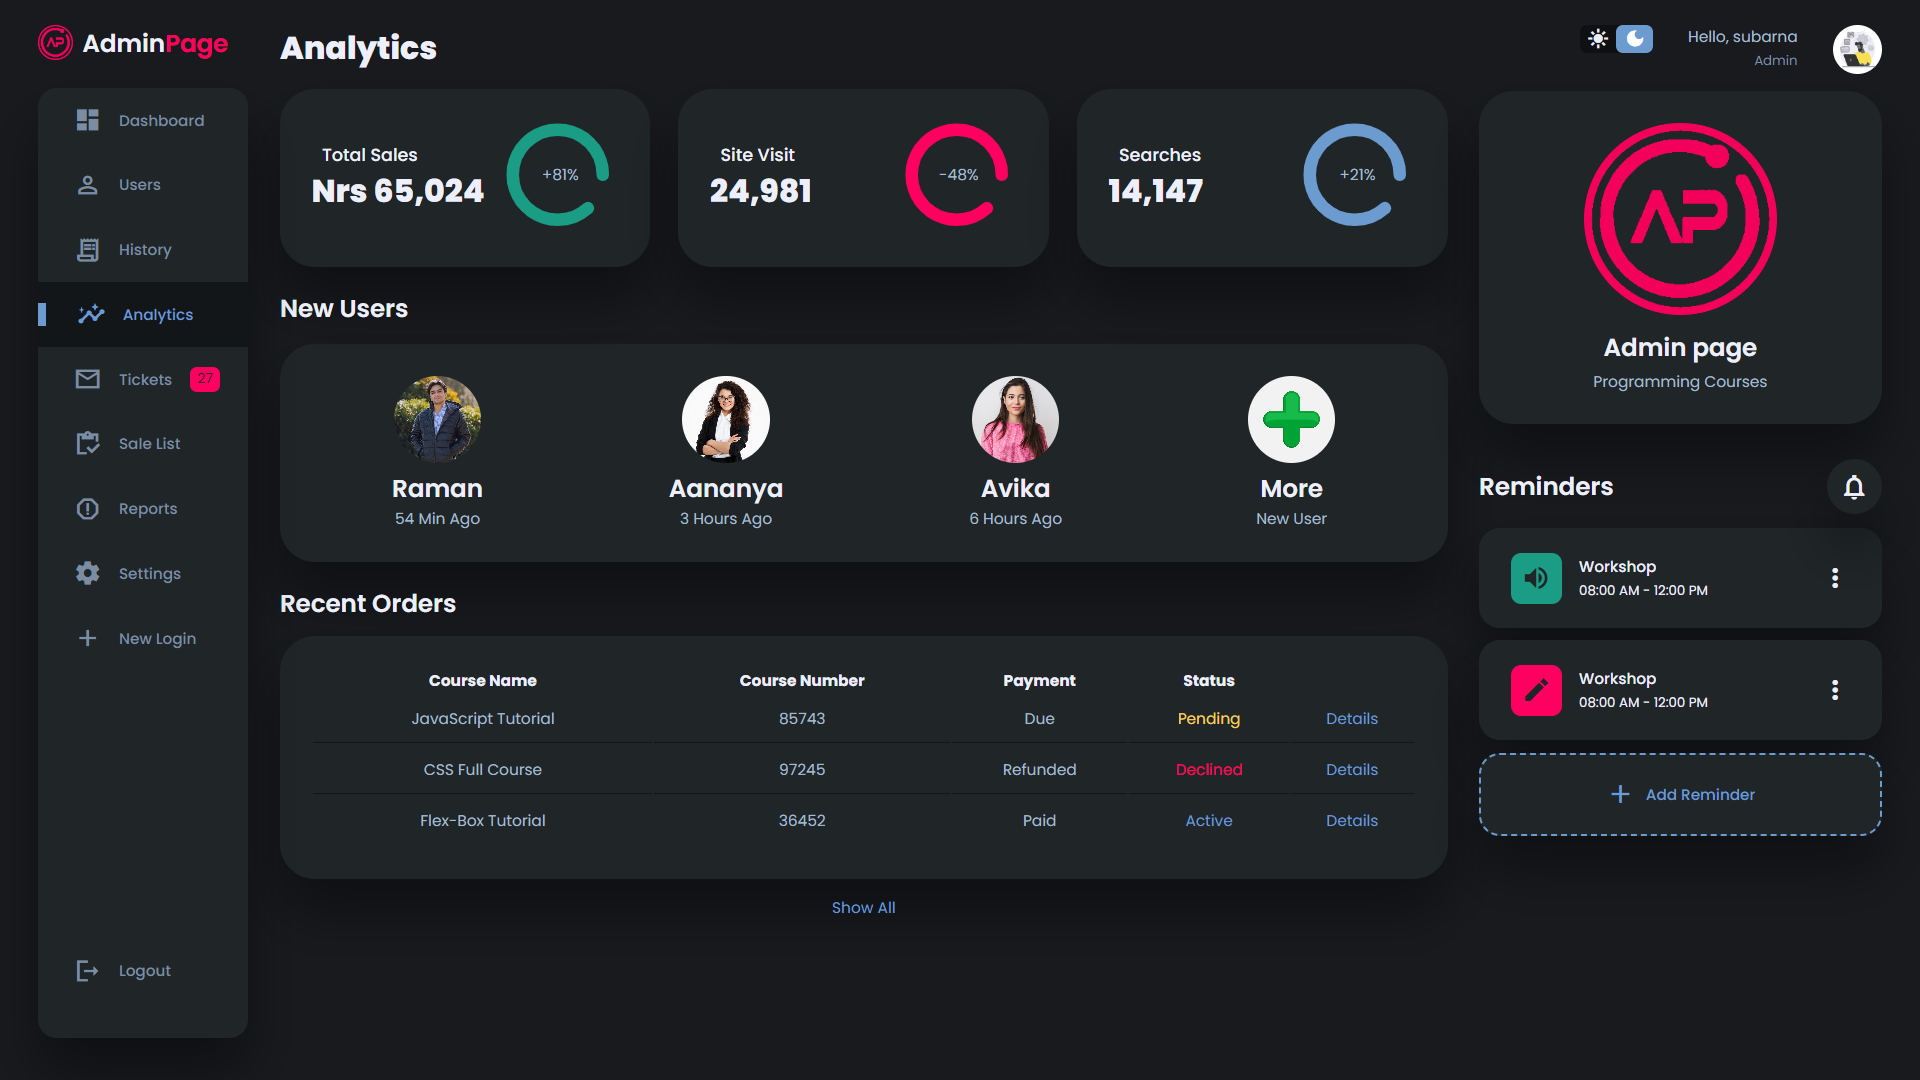 AP AdminPage
Dashboard
Users
History
Analytics
Tickets 27
Sale List
Reports
Settings
New Login
Logout
Analytics
Total Sales
Nrs 65,024
+81%
Site Visit
24,981
-48%
Searches
14,147
+21%
New Users
Raman
54 Min Ago
Aananya
3 Hours Ago
Avika
6 Hours Ago
More
New User
Recent Orders
Course Name Course Number Payment Status
JavaScript Tutorial 85743 Due Pending Details
CSS Full Course 97245 Refunded Declined Details
Flex-Box Tutorial 36452 Paid Active Details
Show All
Hello, subarna
Admin
AP
Admin page
Programming Courses
Reminders
Workshop
08:00 AM - 12:00 PM
Workshop
08:00 AM - 12:00 PM
Add Reminder